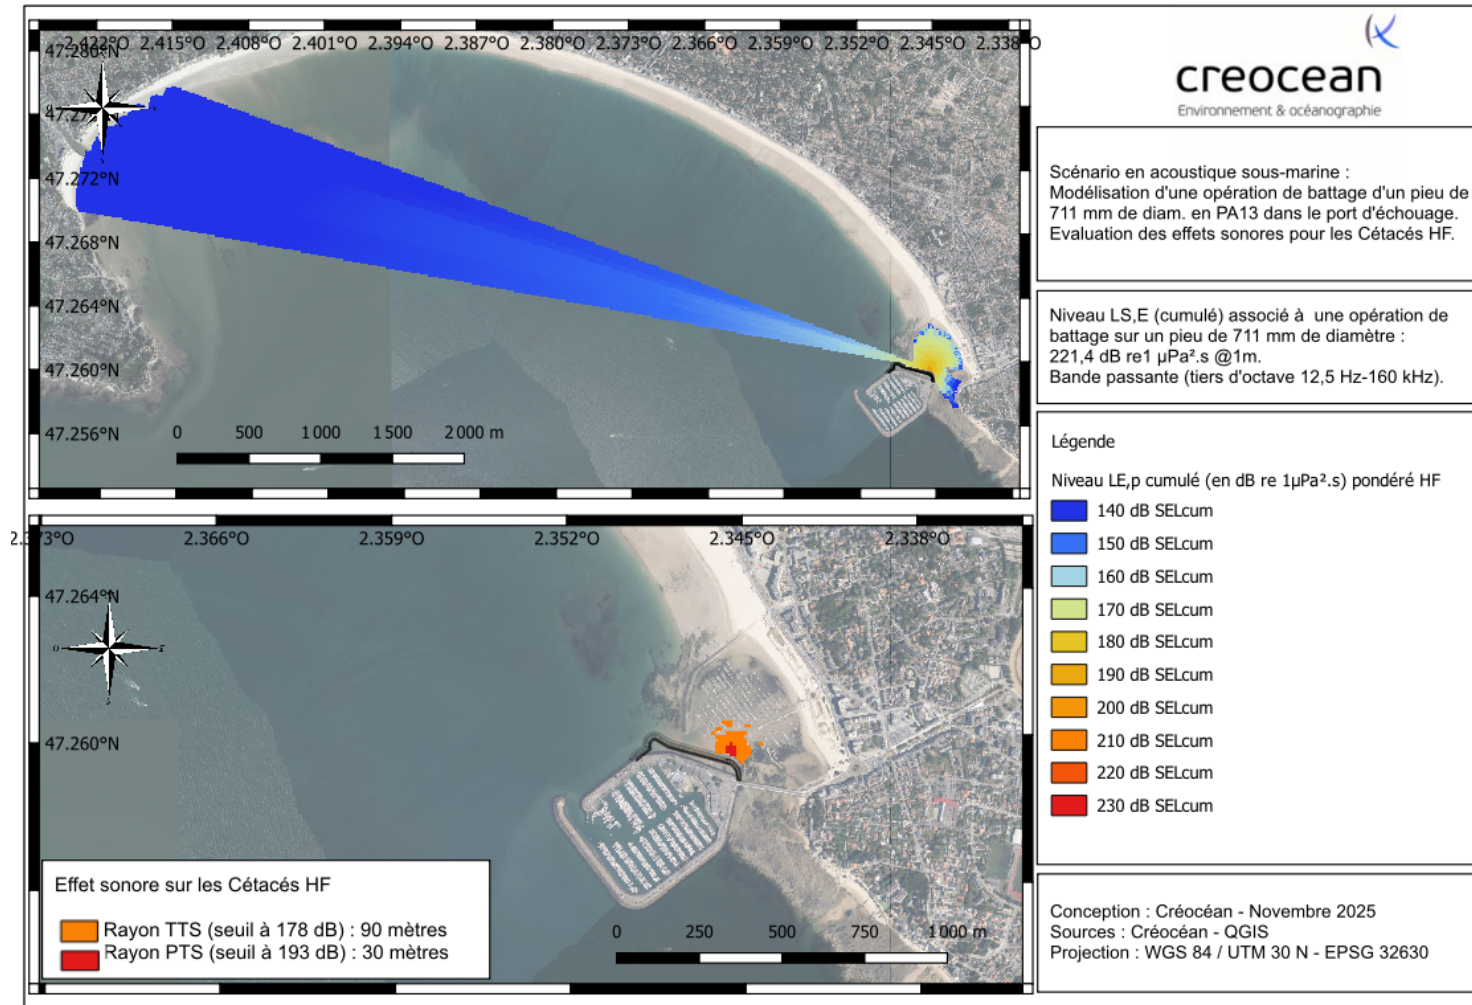 2.422°O 2.415°O 2.408°O 2.401°O 2.394°O 2.387°O 2.380°O 2.373°O 2.366°O 2.359°O 2.352°O 2.345°O 2.338°O
47.280°N
47.272°N
47.268°N
47.264°N
47.260°N
47.256°N
0 500 1 000 1 500 2 000 m
creocean
Environnement & océanographie
Scénario en acoustique sous-marine :
Modélisation d'une opération de battage d'un pieu de
711 mm de diam. en PA13 dans le port d'échouage.
Evaluation des effets sonores pour les Cétacés HF.
Niveau LS,E (cumulé) associé à une opération de
battage sur un pieu de 711 mm de diamètre :
221,4 dB re1 µPa².s @1m.
Bande passante (tiers d'octave 12,5 Hz-160 kHz).
Légende
Niveau LE,p cumulé (en dB re 1µPa².s) pondéré HF
140 dB SELcum
150 dB SELcum
160 dB SELcum
170 dB SELcum
180 dB SELcum
190 dB SELcum
200 dB SELcum
210 dB SELcum
220 dB SELcum
230 dB SELcum
2.373°O 2.366°O 2.359°O 2.352°O 2.345°O 2.338°O
47.264°N
47.260°N
Effet sonore sur les Cétacés HF
Rayon TTS (seuil à 178 dB) : 90 mètres
Rayon PTS (seuil à 193 dB) : 30 mètres
0 250 500 750 1 000 m
Conception : Créocéan - Novembre 2025
Sources : Créocéan - QGIS
Projection : WGS 84 / UTM 30 N - EPSG 32630